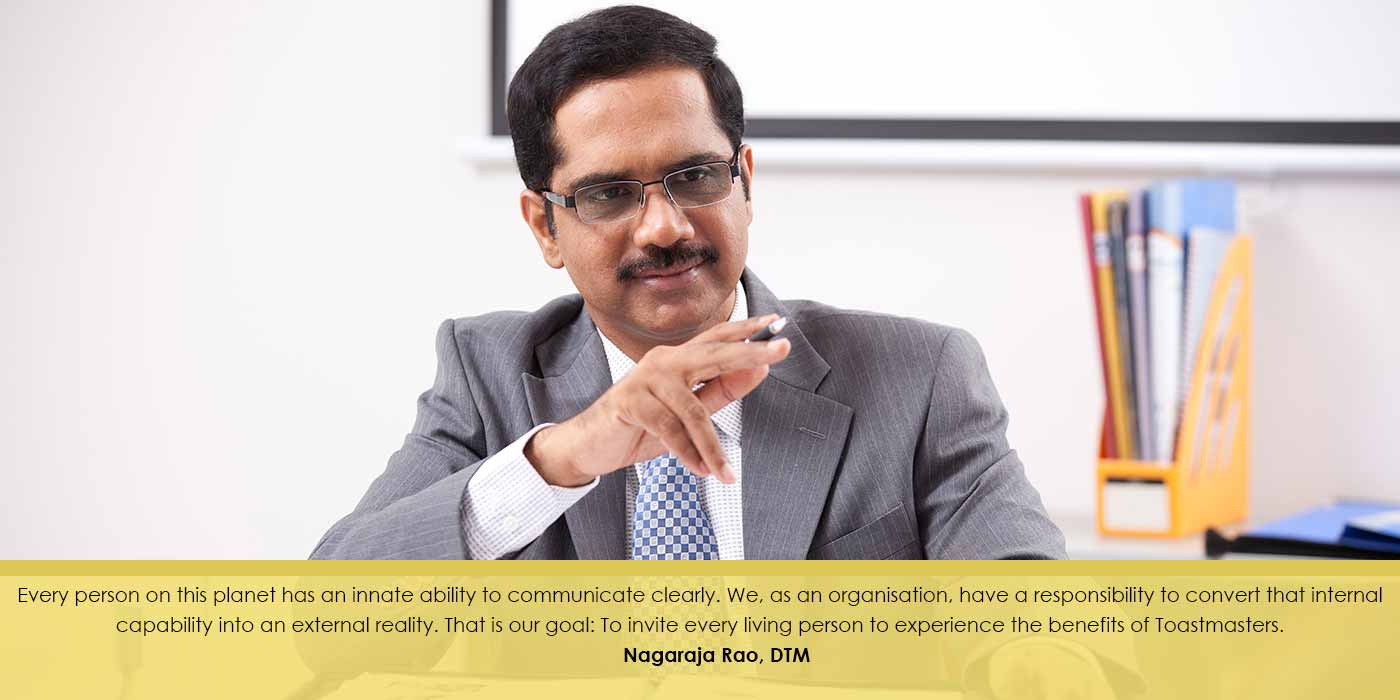 Every person on this planet has an innate ability to communicate clearly. We, as an organisation, have a responsibility to convert that internal
capability into an external reality. That is our goal: To invite every living person to experience the benefits of Toastmasters.
Nagaraja Rao, DTM